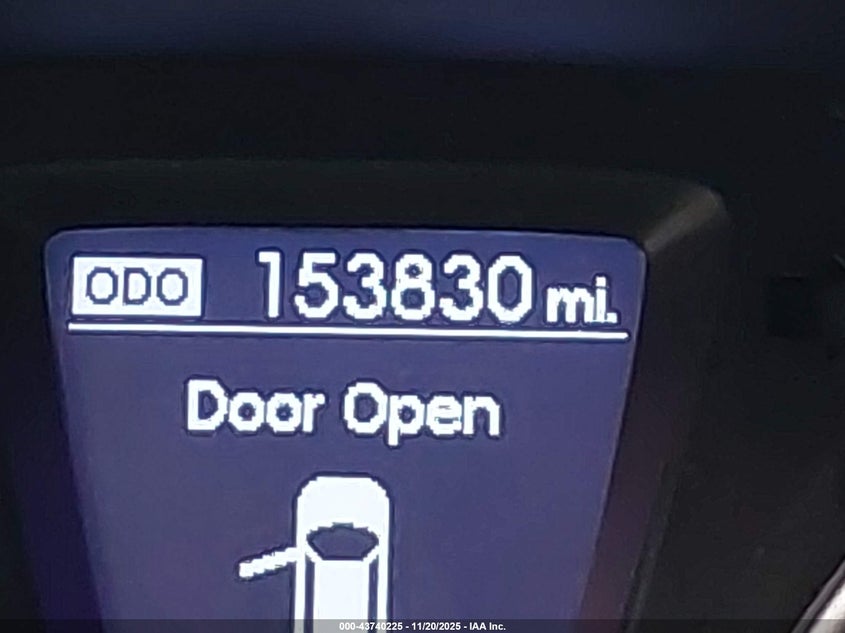 ODO 153830 mi.
Door Open
000-43740225 - 11/20/2025 - IAA Inc.